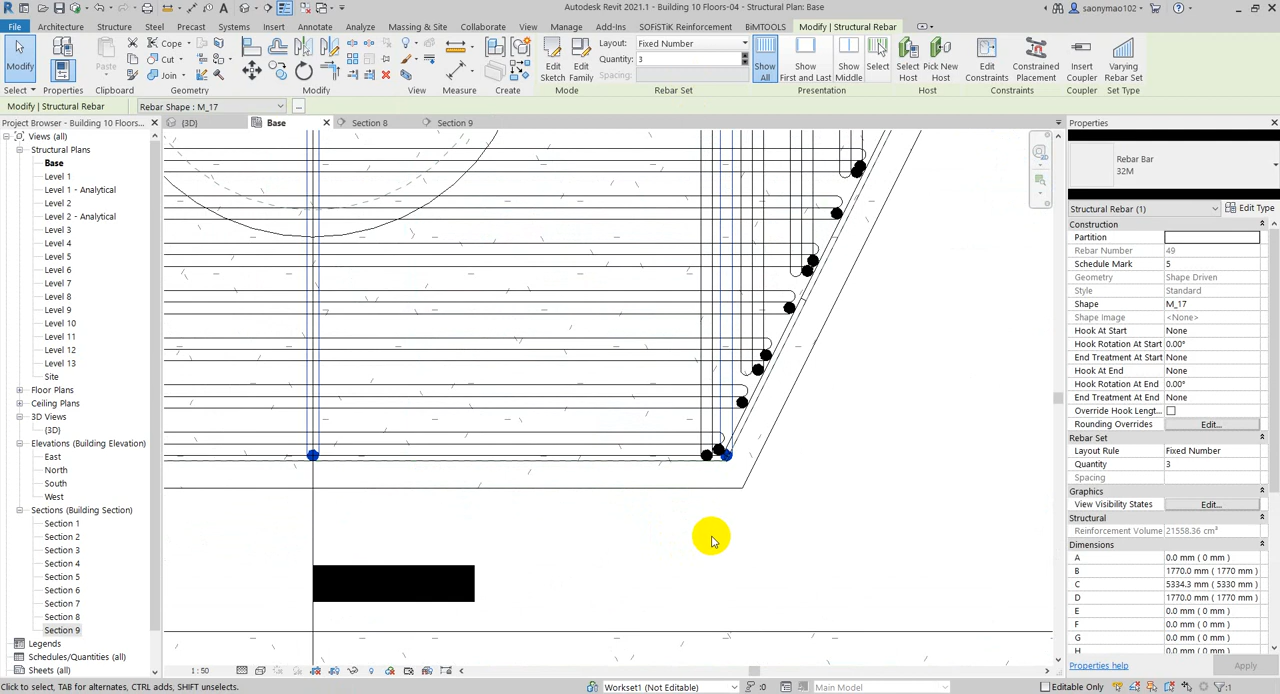 Autodesk Revit 2021.1 - Building 10 Floors-04 - Structural Plan: Base
saonymao102
File Architecture Structure Steel Precast Systems Insert Annotate Analyze Massing & Site Collaborate View Manage Add-Ins SOFiSTiK Reinforcement BiMTOOLS Modify | Structural Rebar
Modify
Paste
Cope
Cut
Join
Edit Sketch
Edit Family
Layout: Fixed Number
Quantity: 3
Spacing:
Show All
Show First and Last
Show Middle
Select
Select Host
Pick New Host
Edit Constraints
Constrained Placement
Insert Coupler
Varying Rebar Set
Select Properties Clipboard Geometry Modify View Measure Create Mode Rebar Set Presentation Host Constraints Coupler Set Type
Modify | Structural Rebar
Rebar Shape : M_17
...
Project Browser - Building 10 Floors...
{3D}
Base
Section 8
Section 9
Views (all)
Structural Plans
Base
Level 1
Level 1 - Analytical
Level 2
Level 2 - Analytical
Level 3
Level 4
Level 5
Level 6
Level 7
Level 8
Level 9
Level 10
Level 11
Level 12
Level 13
Site
Floor Plans
Ceiling Plans
3D Views
{3D}
Elevations (Building Elevation)
East
North
South
West
Sections (Building Section)
Section 1
Section 2
Section 3
Section 4
Section 5
Section 6
Section 7
Section 8
Section 9
Legends
Schedules/Quantities (all)
Sheets (all)
Properties
Rebar Bar
32M
Structural Rebar (1)
Edit Type
Construction
Partition
Rebar Number 49
Schedule Mark 5
Geometry Shape Driven
Style Standard
Shape M_17
Shape Image <None>
Hook At Start None
Hook Rotation At Start 0.00°
End Treatment At Start None
Hook At End None
Hook Rotation At End 0.00°
End Treatment At End None
Override Hook Leng...
Rounding Overrides Edit...
Rebar Set
Layout Rule Fixed Number
Quantity 3
Spacing
Graphics
View Visibility States Edit...
Structural
Reinforcement Volume 21558.36 cm³
Dimensions
A 0.0 mm ( 0 mm )
B 1770.0 mm ( 1770 mm )
C 5334.3 mm ( 5330 mm )
D 1770.0 mm ( 1770 mm )
E 0.0 mm ( 0 mm )
F 0.0 mm ( 0 mm )
G 0.0 mm ( 0 mm )
H 0.0 mm ( 0 mm )
Properties help
Apply
1 : 50
Click to select, TAB for alternates, CTRL adds, SHIFT unselects.
Workset1 (Not Editable)
:0
Main Model
Editable Only
:1